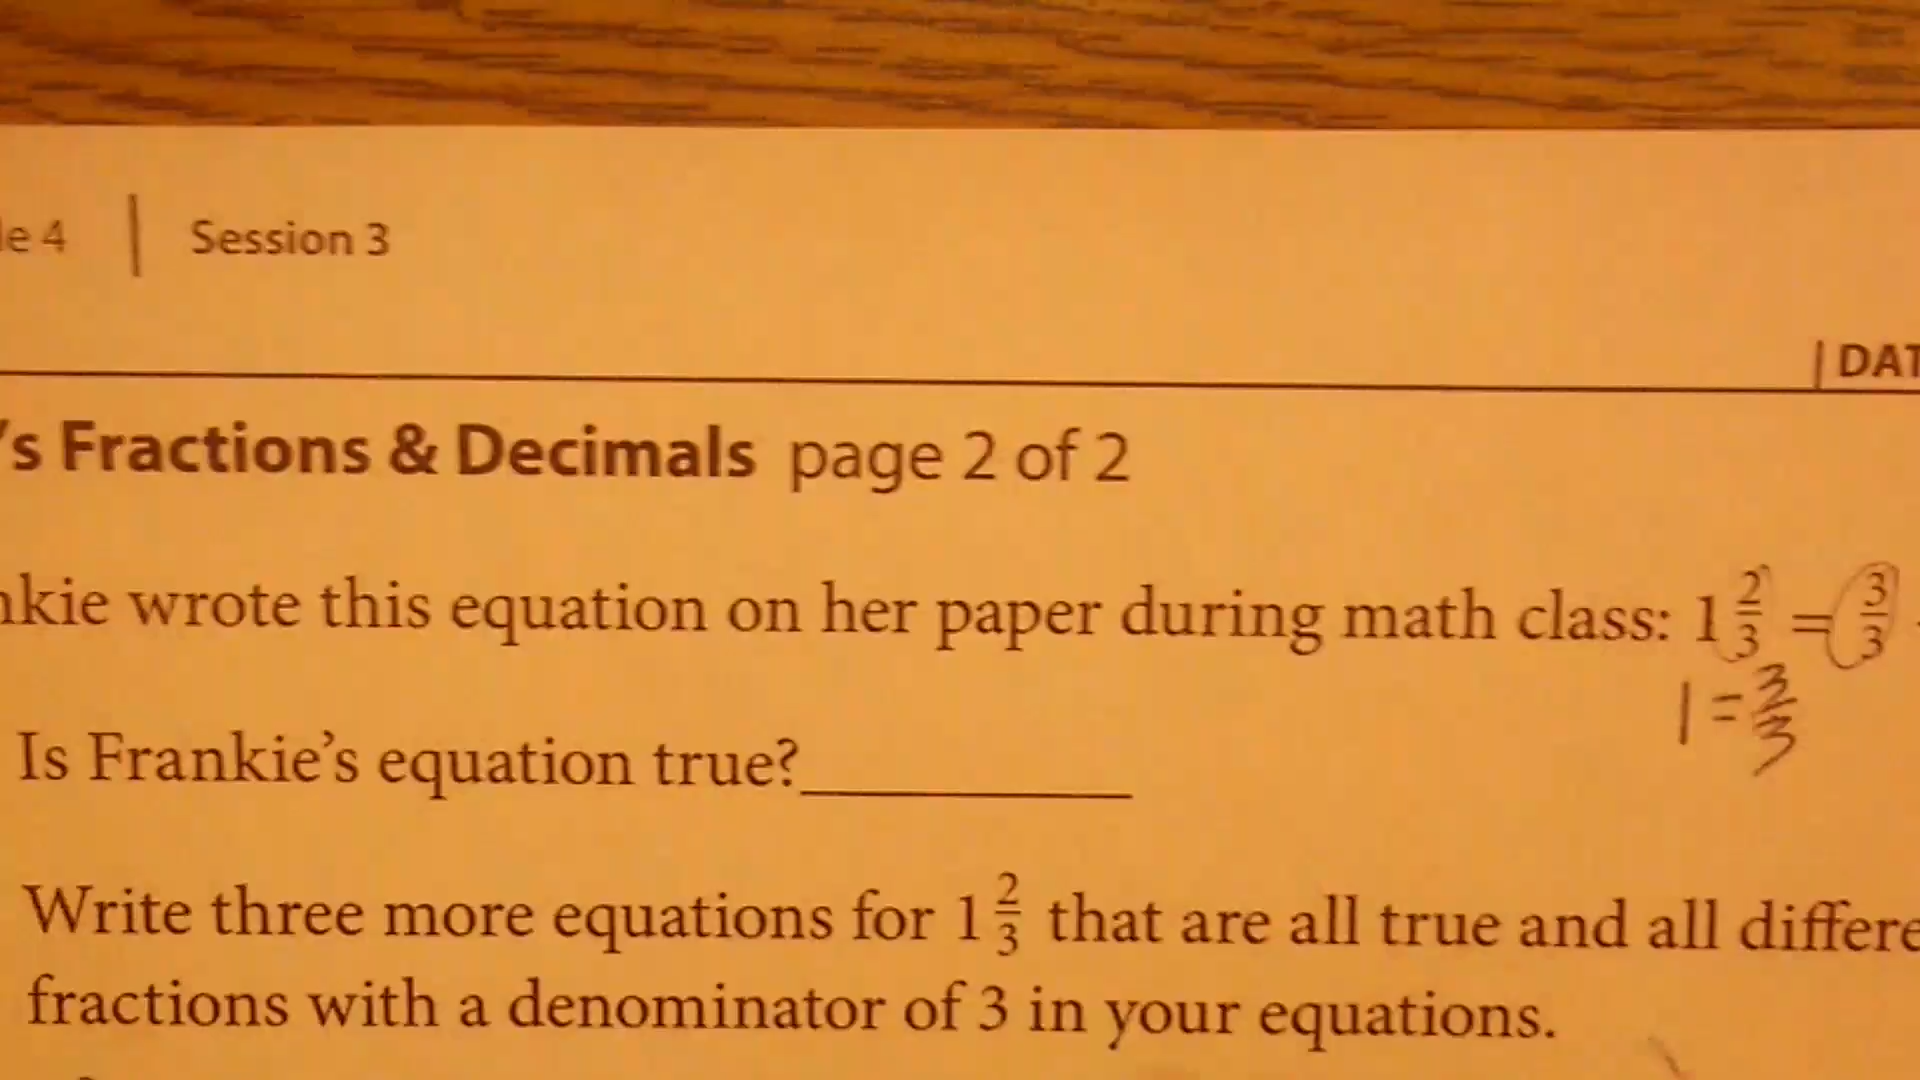 le 4 | Session 3
| DAT
's Fractions & Decimals page 2 of 2
nkie wrote this equation on her paper during math class: 1 2/3 = 3/3
1 = 3/3
Is Frankie's equation true?__________
Write three more equations for 1 2/3 that are all true and all differe
fractions with a denominator of 3 in your equations.